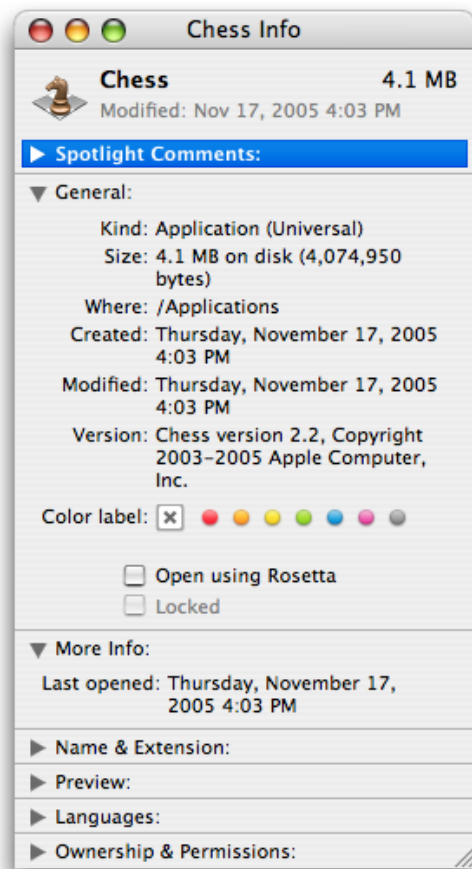 Chess Info
Chess 4.1 MB
Modified: Nov 17, 2005 4:03 PM
Spotlight Comments:
General:
Kind: Application (Universal)
Size: 4.1 MB on disk (4,074,950
bytes)
Where: /Applications
Created: Thursday, November 17, 2005
4:03 PM
Modified: Thursday, November 17, 2005
4:03 PM
Version: Chess version 2.2, Copyright
2003–2005 Apple Computer,
Inc.
Color label:
Open using Rosetta
Locked
More Info:
Last opened: Thursday, November 17,
2005 4:03 PM
Name & Extension:
Preview:
Languages:
Ownership & Permissions: